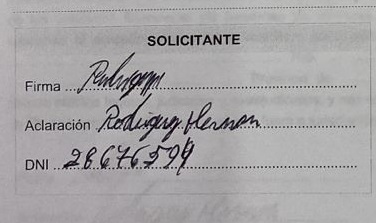 SOLICITANTE
Firma
Aclaración Rodriguez Hernan
DNI 28676594